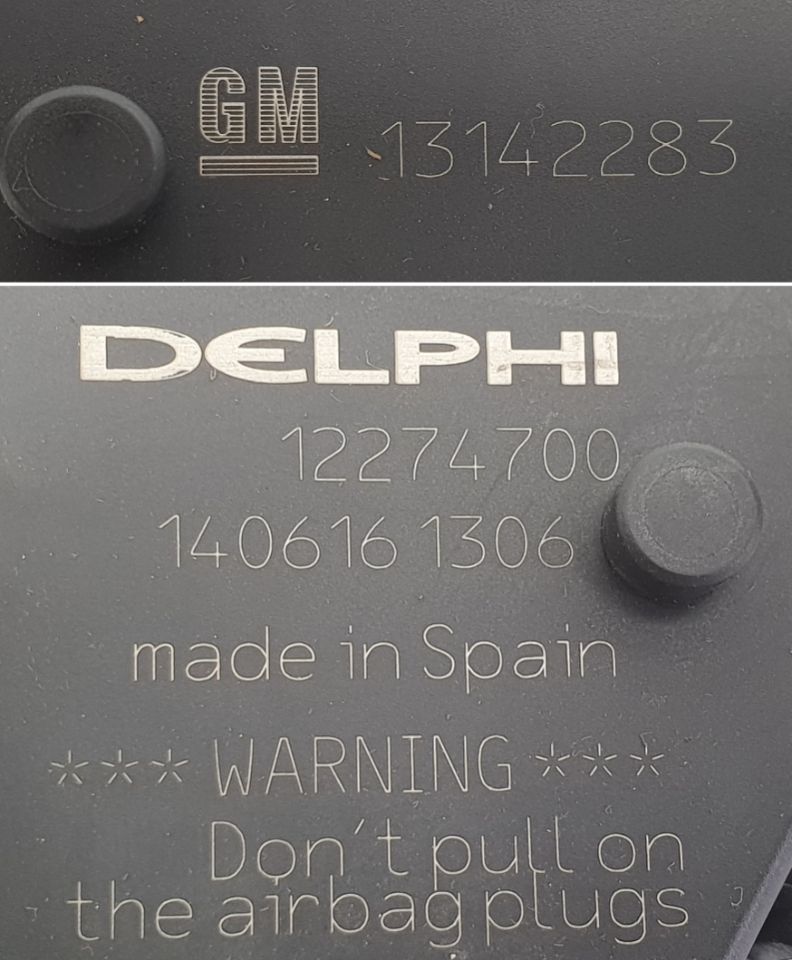 GM 13142283
DELPHI
12274700
140616 1306
made in Spain
*** WARNING ***
Don't pull on
the airbag plugs